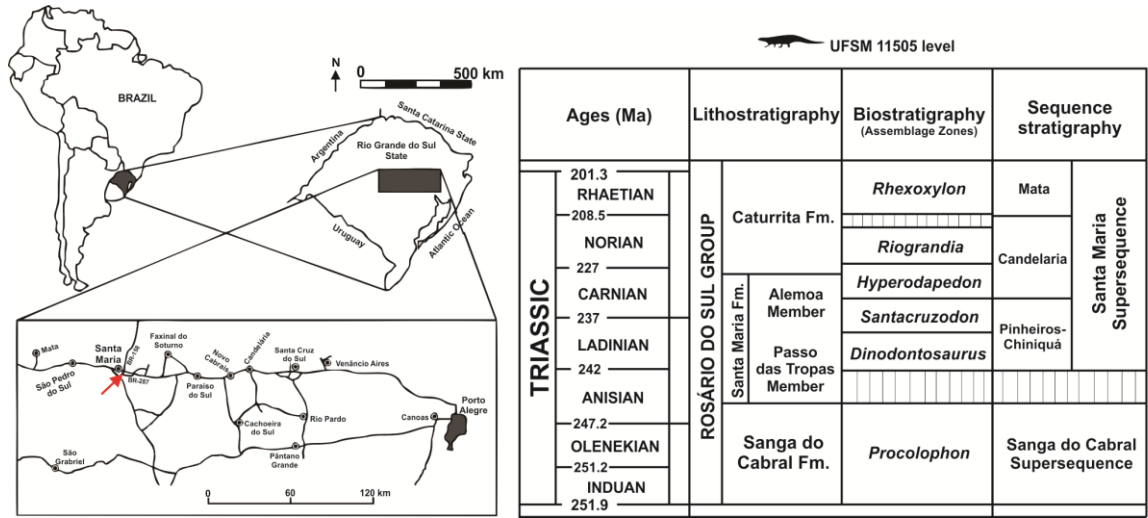 BRAZIL
N
0 500 km
Santa Catarina State
Argentina
Rio Grande do Sul
State
Uruguay
Atlantic Ocean
Mata
São Pedro
do Sul
Santa
Maria
BR-158
BR-287
Faxinal do
Soturno
Paraíso do
Sul
Novo
Cabrais
Candelária
Santa Cruz
do Sul
Venâncio Aires
Cachoeira
do Sul
Rio Pardo
Pântano
Grande
Canoas
Porto
Alegre
São
Grabriel
0 60 120 km
UFSM 11505 level
Ages (Ma)
Lithostratigraphy
Biostratigraphy
(Assemblage Zones)
Sequence
stratigraphy
TRIASSIC
201.3
RHAETIAN
208.5
NORIAN
227
CARNIAN
237
LADINIAN
242
ANISIAN
247.2
OLENEKIAN
251.2
INDUAN
251.9
ROSÁRIO DO SUL GROUP
Caturrita Fm.
Santa Maria Fm.
Alemoa
Member
Passo
das Tropas
Member
Sanga do
Cabral Fm.
Rhexoxylon
Riograndia
Hyperodapedon
Santacruzodon
Dinodontosaurus
Procolophon
Mata
Candelaria
Pinheiros-
Chiniquá
Santa Maria
Supersequence
Sanga do Cabral
Supersequence